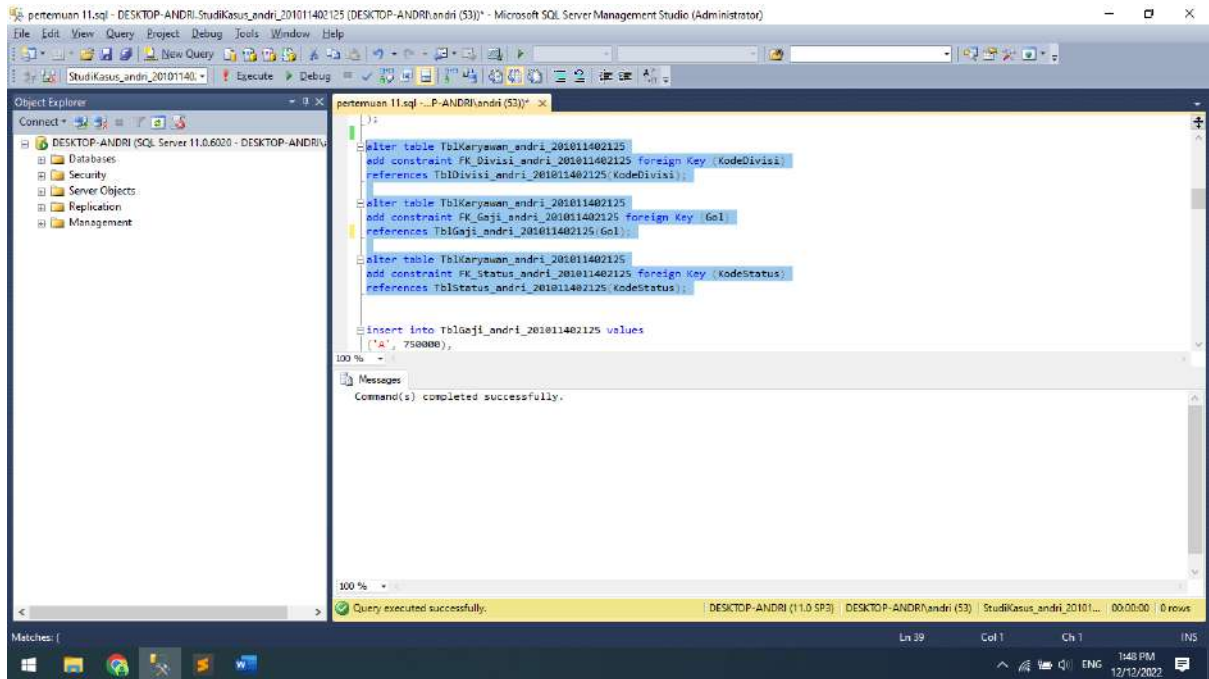 pertemuan 11.sql - DESKTOP-ANDRI.StudiKasus_andri_201011402125 (DESKTOP-ANDRI\andri (53))* - Microsoft SQL Server Management Studio (Administrator)
File Edit View Query Project Debug Tools Window Help
New Query
StudiKasus_andri_20101140. Execute Debug
Object Explorer
pertemuan 11.sql -...P-ANDRI\andri (53))*
Connect
DESKTOP-ANDRI (SQL Server 11.0.6020 - DESKTOP-ANDRI\
Databases
Security
Server Objects
Replication
Management
);
alter table TblKaryawan_andri_201011402125
add constraint FK_Divisi_andri_201011402125 foreign Key (KodeDivisi)
references TblDivisi_andri_201011402125(KodeDivisi);
alter table TblKaryawan_andri_201011402125
add constraint FK_Gaji_andri_201011402125 foreign Key (Gol)
references TblGaji_andri_201011402125(Gol);
alter table TblKaryawan_andri_201011402125
add constraint FK_Status_andri_201011402125 foreign Key (KodeStatus)
references TblStatus_andri_201011402125(KodeStatus);
insert into TblGaji_andri_201011402125 values
('A', 750000),
100 %
Messages
Command(s) completed successfully.
100 %
Query executed successfully. DESKTOP-ANDRI (11.0 SP3) DESKTOP-ANDRI\andri (53) StudiKasus_andri_20101... 00:00:00 0 rows
Matches: ( Ln 39 Col 1 Ch 1 INS
ENG 1:48 PM
12/12/2022